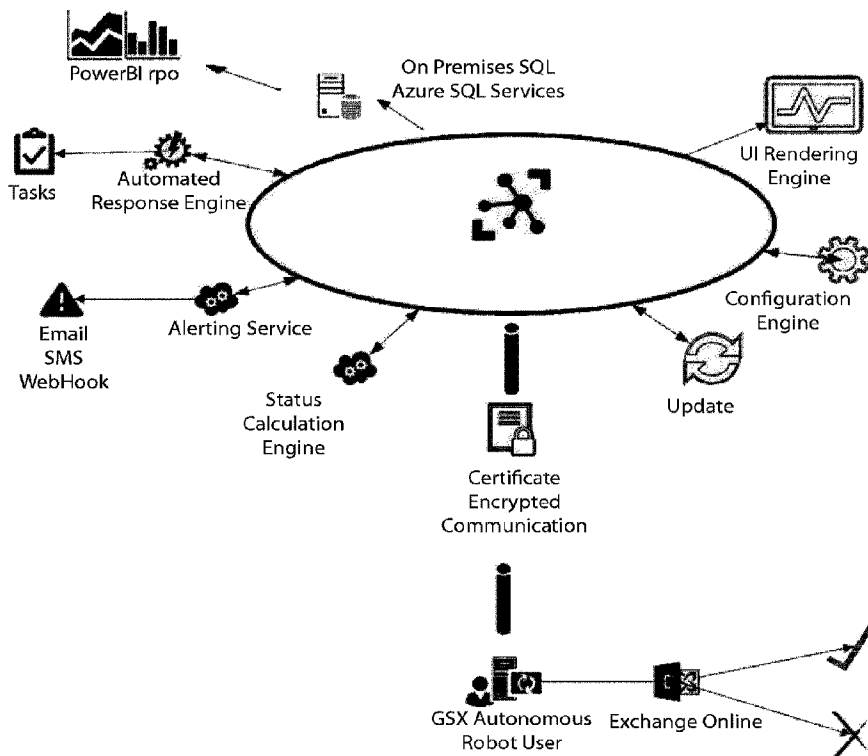 PowerBI rpo
On Premises SQL
Azure SQL Services
UI Rendering
Engine
Tasks
Automated
Response Engine
Configuration
Engine
Email
SMS
WebHook
Alerting Service
Status
Calculation
Engine
Update
Certificate
Encrypted
Communication
GSX Autonomous
Robot User
Exchange Online